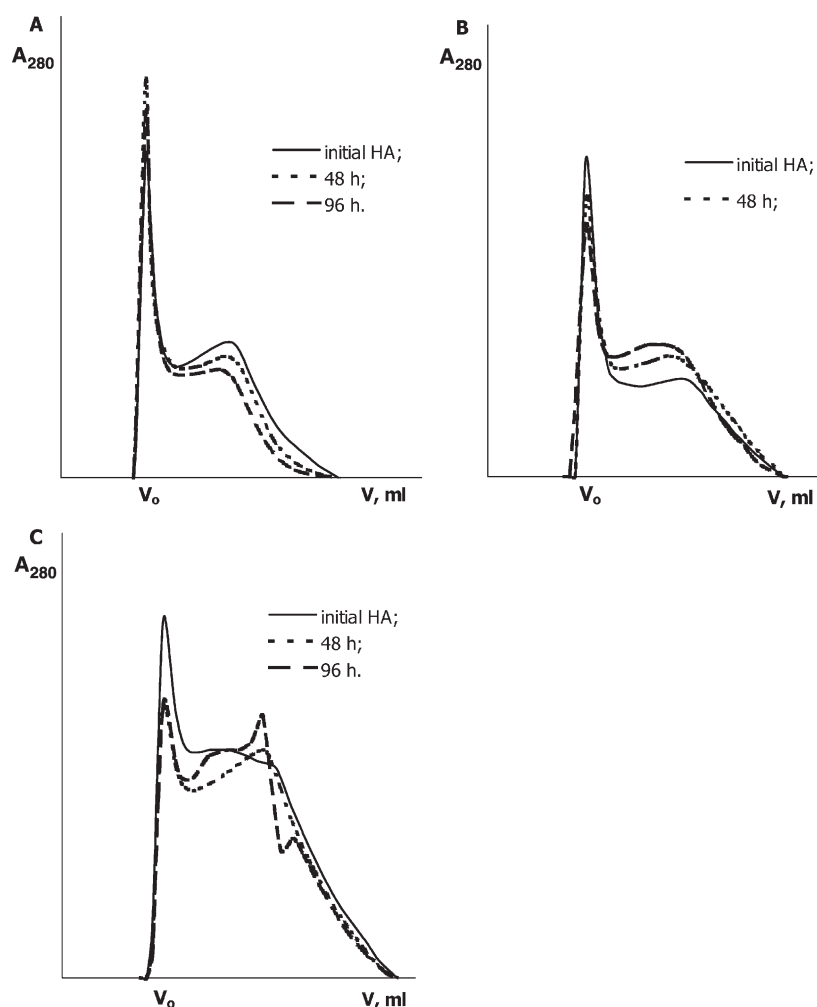 A
A280
initial HA;
48 h;
96 h.
Vo
V, ml
B
A280
initial HA;
48 h;
Vo
V, ml
C
A280
initial HA;
48 h;
96 h.
Vo
V, ml